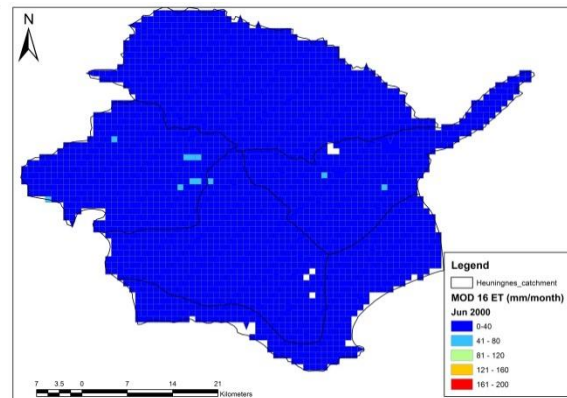 N
Legend
Heuningnes_catchment
MOD 16 ET (mm/month)
Jun 2000
0-40
41 - 80
81 - 120
121 - 160
161 - 200
7 3.5 0 7 14 21
Kilometers